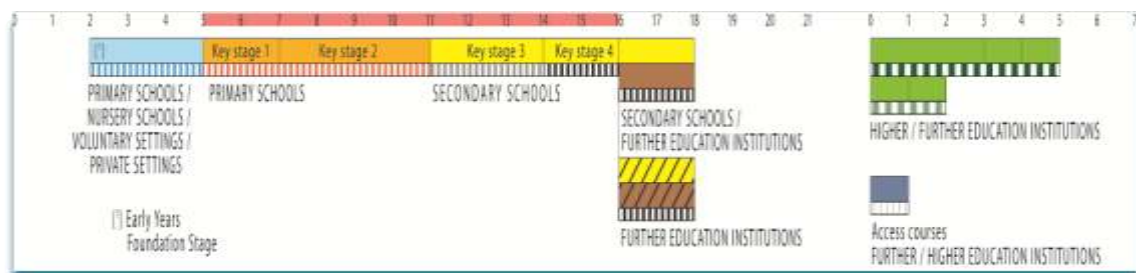 0 1 2 3 4 5 6 7 8 9 10 11 12 13 14 15 16 17 18 19 20 21 0 1 2 3 4 5 6 7
(*) Key stage 1 Key stage 2 Key stage 3 Key stage 4
PRIMARY SCHOOLS /
NURSERY SCHOOLS /
VOLUNTARY SETTINGS /
PRIVATE SETTINGS
PRIMARY SCHOOLS
SECONDARY SCHOOLS
SECONDARY SCHOOLS /
FURTHER EDUCATION INSTITUTIONS
HIGHER / FURTHER EDUCATION INSTITUTIONS
(*) Early Years
Foundation Stage
FURTHER EDUCATION INSTITUTIONS
Access courses
FURTHER / HIGHER EDUCATION INSTITUTIONS